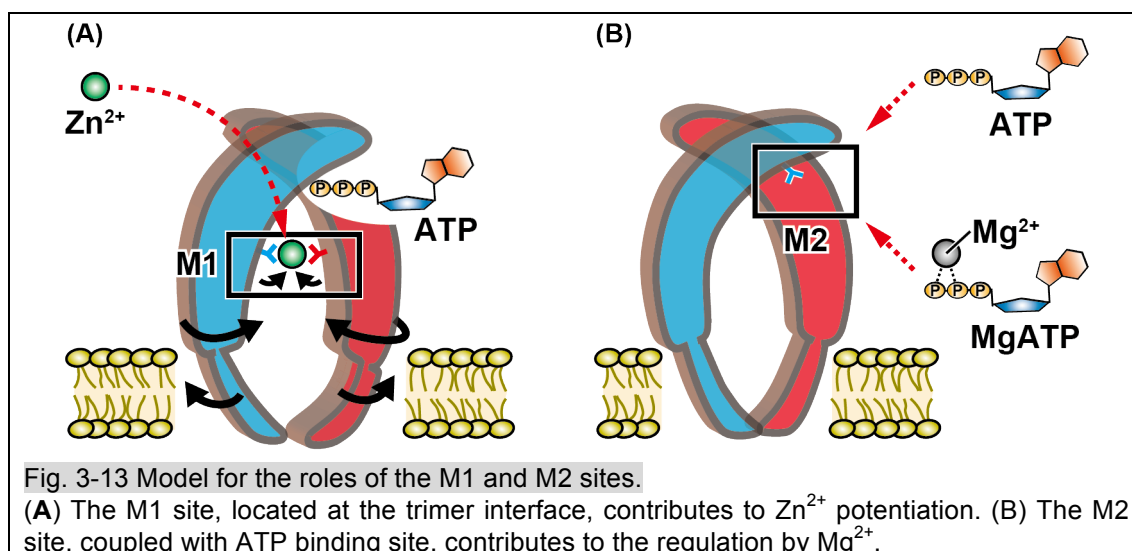 (A)
Zn2+
P P P
ATP
M1
(B)
P P P
ATP
M2
Mg2+
P P P
MgATP
Fig. 3-13 Model for the roles of the M1 and M2 sites.
(A) The M1 site, located at the trimer interface, contributes to Zn2+ potentiation. (B) The M2
site, coupled with ATP binding site, contributes to the regulation by Mg2+.